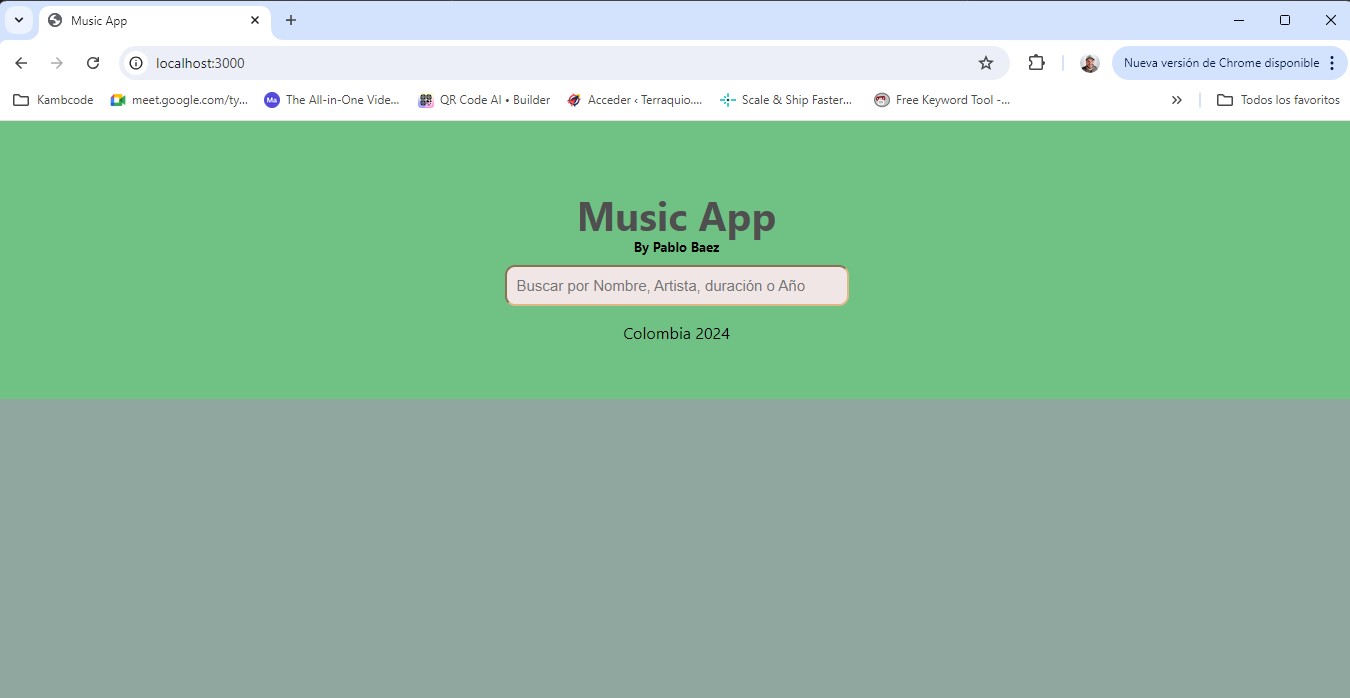 Music App
localhost:3000
Nueva versión de Chrome disponible
Kambcode
meet.google.com/ty...
Ma
The All-in-One Vide...
QR Code AI • Builder
Acceder ‹ Terraquio....
Scale & Ship Faster...
Free Keyword Tool -...
Todos los favoritos
Music App
By Pablo Baez
Buscar por Nombre, Artista, duración o Año
Colombia 2024